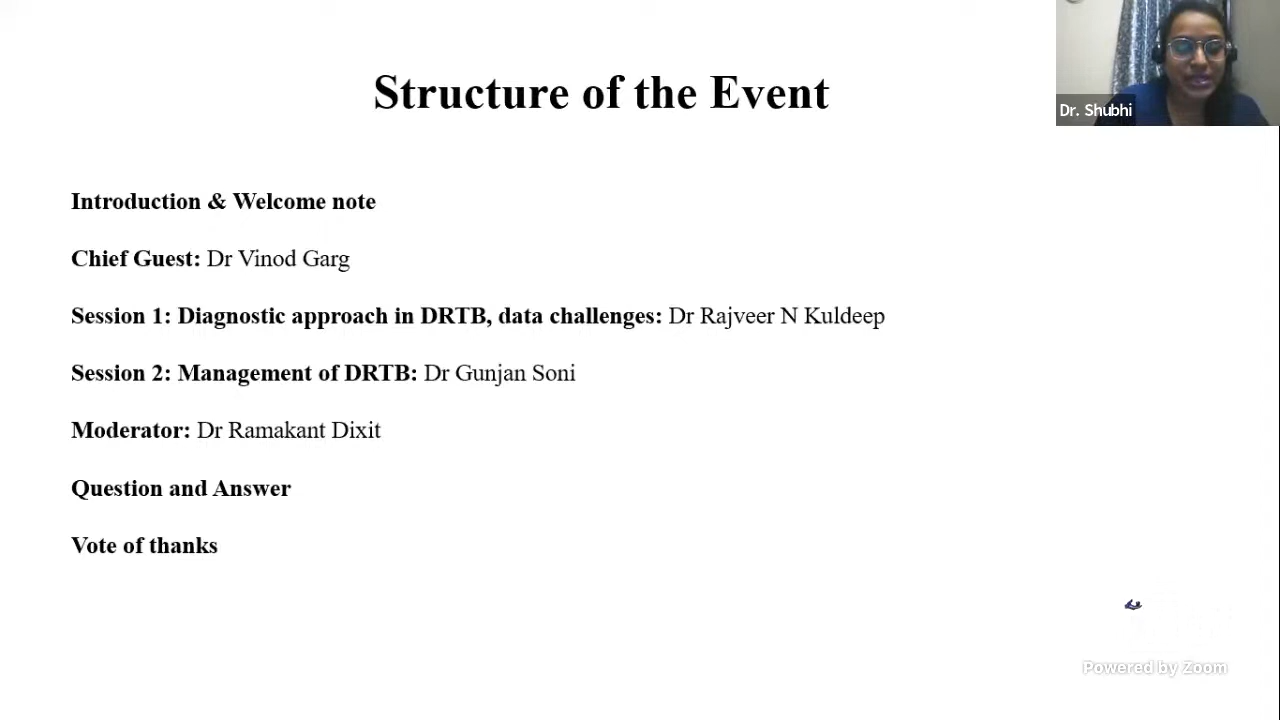 Structure of the Event
Dr. Shubhi
Introduction & Welcome note
Chief Guest: Dr Vinod Garg
Session 1: Diagnostic approach in DRTB, data challenges: Dr Rajveer N Kuldeep
Session 2: Management of DRTB: Dr Gunjan Soni
Moderator: Dr Ramakant Dixit
Question and Answer
Vote of thanks
Powered by Zoom